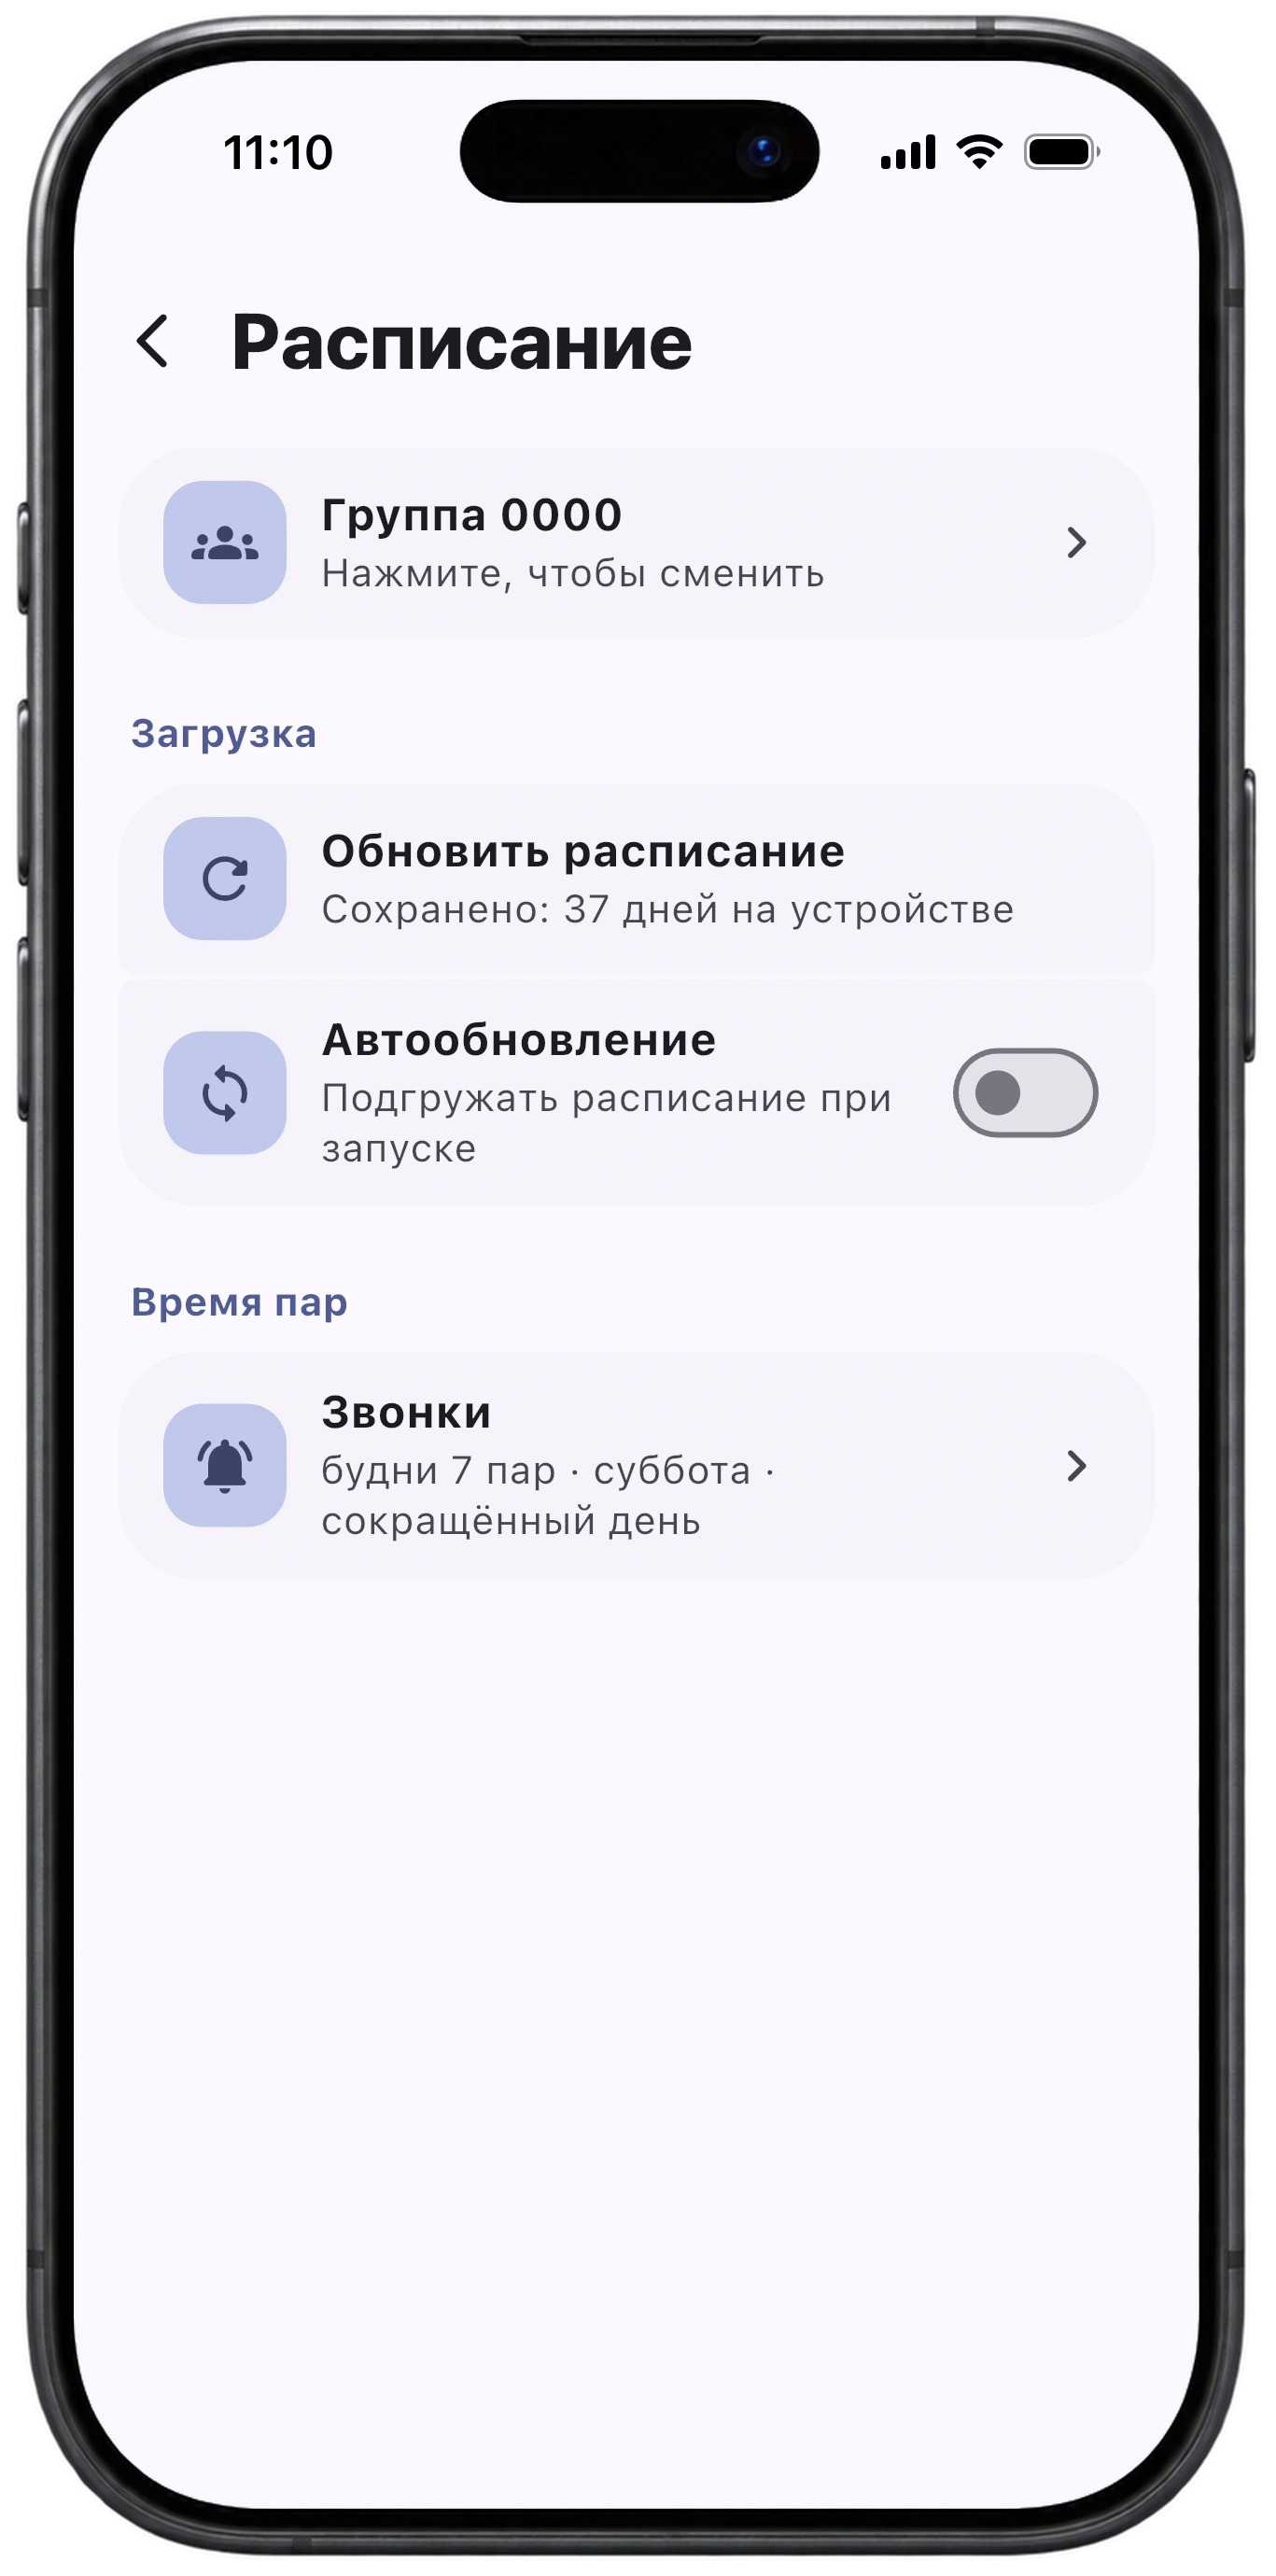 11:10
Расписание
Группа 0000
Нажмите, чтобы сменить
Загрузка
Обновить расписание
Сохранено: 37 дней на устройстве
Автообновление
Подгружать расписание при
запуске
Время пар
Звонки
будни 7 пар · суббота ·
сокращённый день